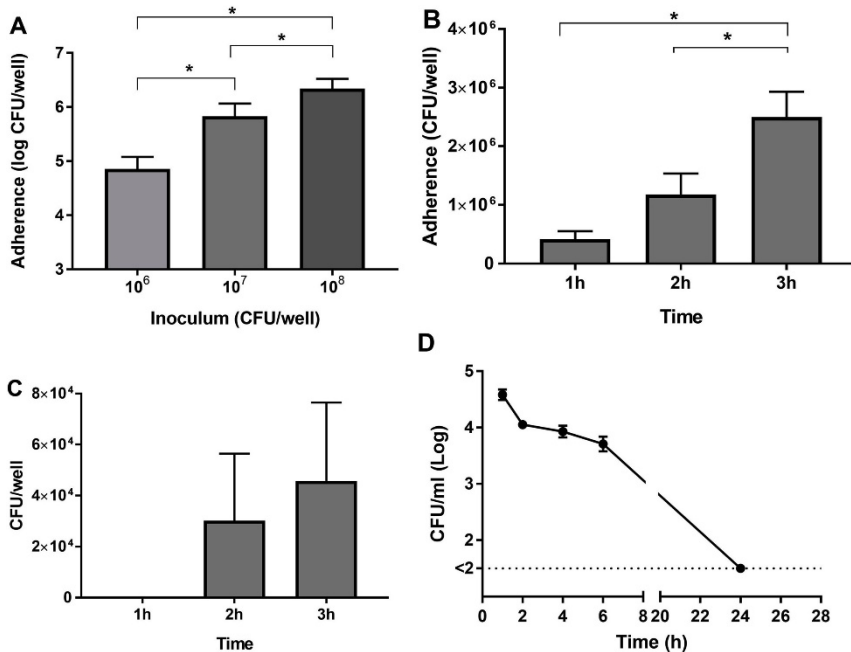 A
* 
* *
Adherence (log CFU/well)
7
6
5
4
3
10⁶ 10⁷ 10⁸
Inoculum (CFU/well)
B
*
*
Adherence (CFU/well)
4×10⁶
3×10⁶
2×10⁶
1×10⁶
0
1h 2h 3h
Time
C
CFU/well
8×10⁴
6×10⁴
4×10⁴
2×10⁴
0
1h 2h 3h
Time
D
CFU/ml (Log)
5
4
3
2
<2
0 2 4 6 8 20 22 24 26 28
Time (h)